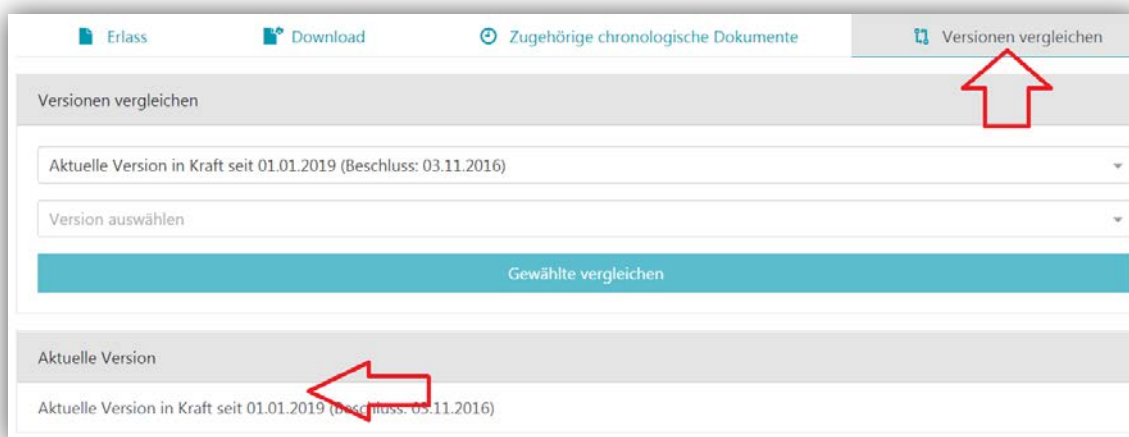 Erlass
Download
Zugehörige chronologische Dokumente
Versionen vergleichen
Versionen vergleichen
Aktuelle Version in Kraft seit 01.01.2019 (Beschluss: 03.11.2016)
Version auswählen
Gewählte vergleichen
Aktuelle Version
Aktuelle Version in Kraft seit 01.01.2019 (Beschluss: 03.11.2016)